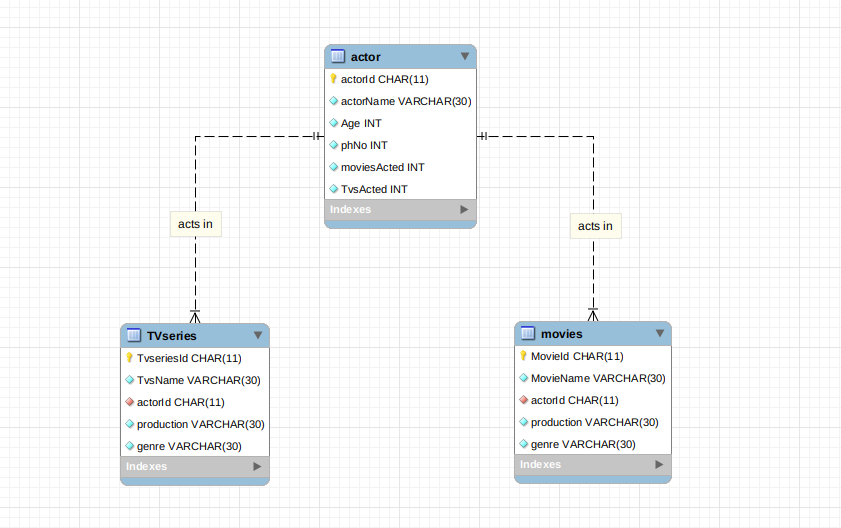 actor
actorId CHAR(11)
actorName VARCHAR(30)
Age INT
phNo INT
moviesActed INT
TvsActed INT
Indexes
acts in
acts in
TVseries
TvseriesId CHAR(11)
TvsName VARCHAR(30)
actorId CHAR(11)
production VARCHAR(30)
genre VARCHAR(30)
Indexes
movies
MovieId CHAR(11)
MovieName VARCHAR(30)
actorId CHAR(11)
production VARCHAR(30)
genre VARCHAR(30)
Indexes